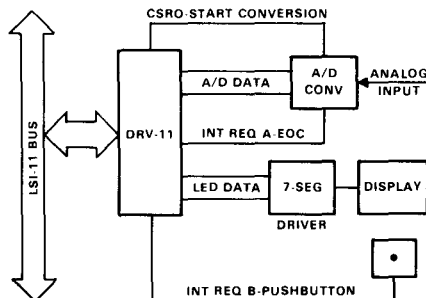 CSRO-START CONVERSION
A/D DATA
A/D
CONV
ANALOG
INPUT
LSI-11 BUS
DRV-11
INT REQ A-EOC
LED DATA
7-SEG
DISPLAY
DRIVER
INT REQ B-PUSHBUTTON